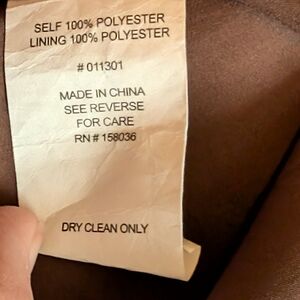 SELF 100% POLYESTER
LINING 100% POLYESTER
# 011301
MADE IN CHINA
SEE REVERSE
FOR CARE
RN # 158036
DRY CLEAN ONLY